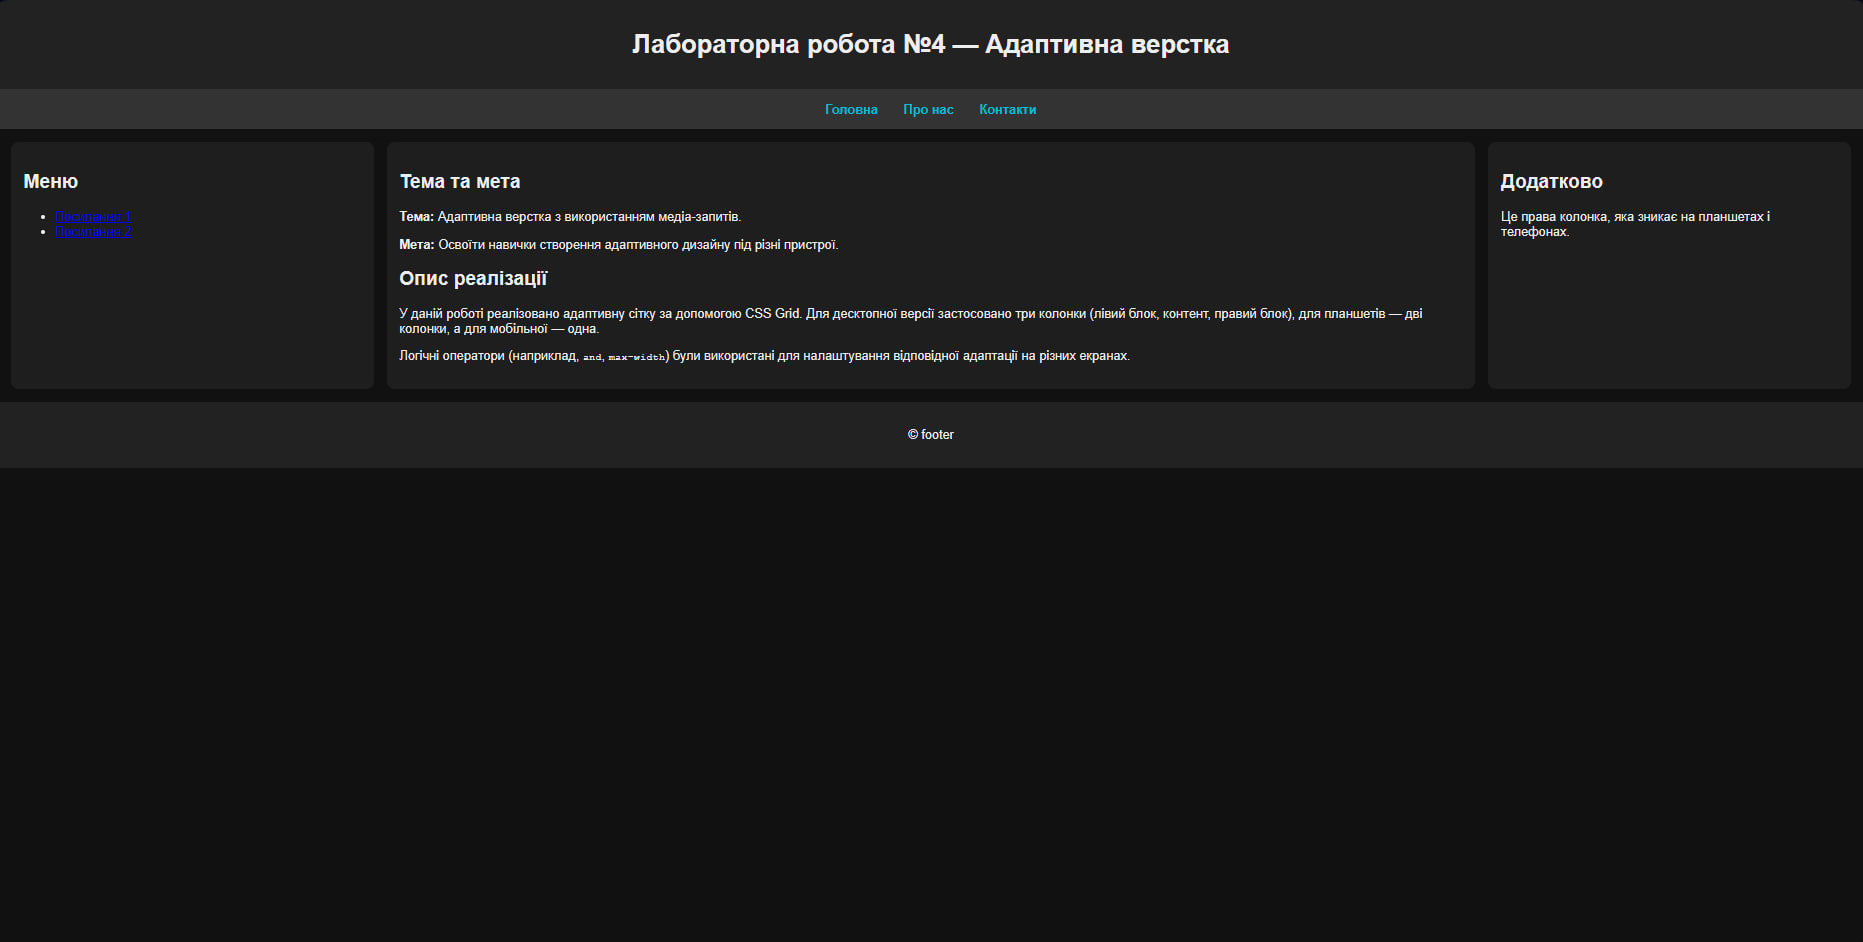 Лабораторна робота №4 — Адаптивна верстка
Головна Про нас Контакти
Меню
Посилання 1
Посилання 2
Тема та мета
Тема: Адаптивна верстка з використанням медіа-запитів.
Мета: Освоїти навички створення адаптивного дизайну під різні пристрої.
Опис реалізації
У даній роботі реалізовано адаптивну сітку за допомогою CSS Grid. Для десктопної версії застосовано три колонки (лівий блок, контент, правий блок), для планшетів — дві
колонки, а для мобільної — одна.
Логічні оператори (наприклад, and, max-width) були використані для налаштування відповідної адаптації на різних екранах.
Додатково
Це права колонка, яка зникає на планшетах і
телефонах.
© footer